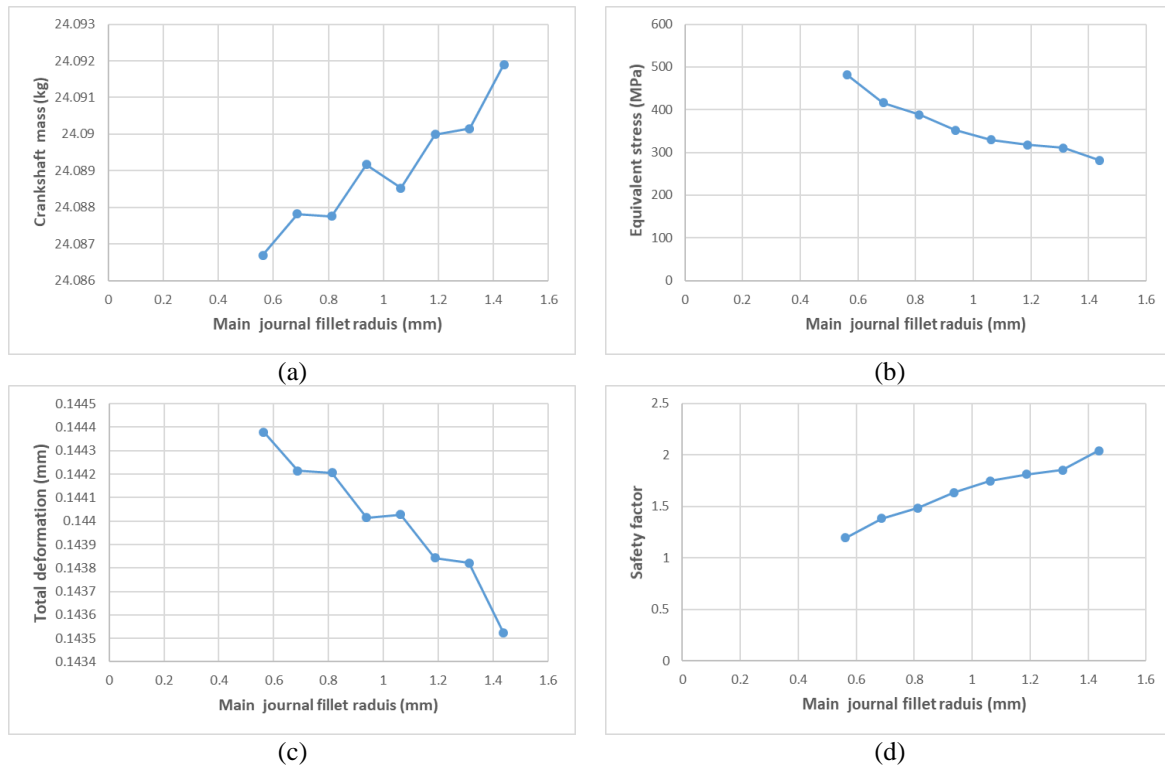 24.093
24.092
24.091
24.09
24.089
24.088
24.087
24.086
Crankshaft mass (kg)
0 0.2 0.4 0.6 0.8 1 1.2 1.4 1.6
Main journal fillet raduis (mm)
(a)
600
500
400
300
200
100
0
Equivalent stress (MPa)
0 0.2 0.4 0.6 0.8 1 1.2 1.4 1.6
Main journal fillet raduis (mm)
(b)
0.1445
0.1444
0.1443
0.1442
0.1441
0.144
0.1439
0.1438
0.1437
0.1436
0.1435
0.1434
Total deformation (mm)
0 0.2 0.4 0.6 0.8 1 1.2 1.4 1.6
Main journal fillet raduis (mm)
(c)
2.5
2
1.5
1
0.5
0
Safety factor
0 0.2 0.4 0.6 0.8 1 1.2 1.4 1.6
Main journal fillet raduis (mm)
(d)